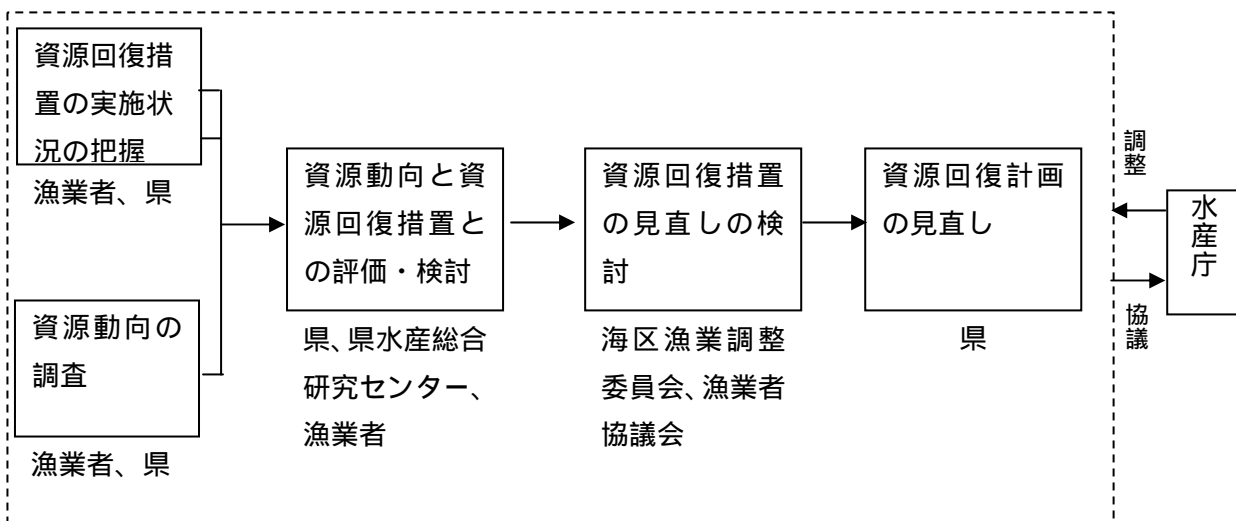 資源回復措
置の実施状
況の把握
漁業者、県
資源動向の
調査
漁業者、県
資源動向と資
源回復措置と
の評価・検討
県、県水産総合
研究センター、
漁業者
資源回復措置
の見直しの検
討
海区漁業調整
委員会、漁業者
協議会
資源回復計画
の見直し
県
調整
協議
水産庁